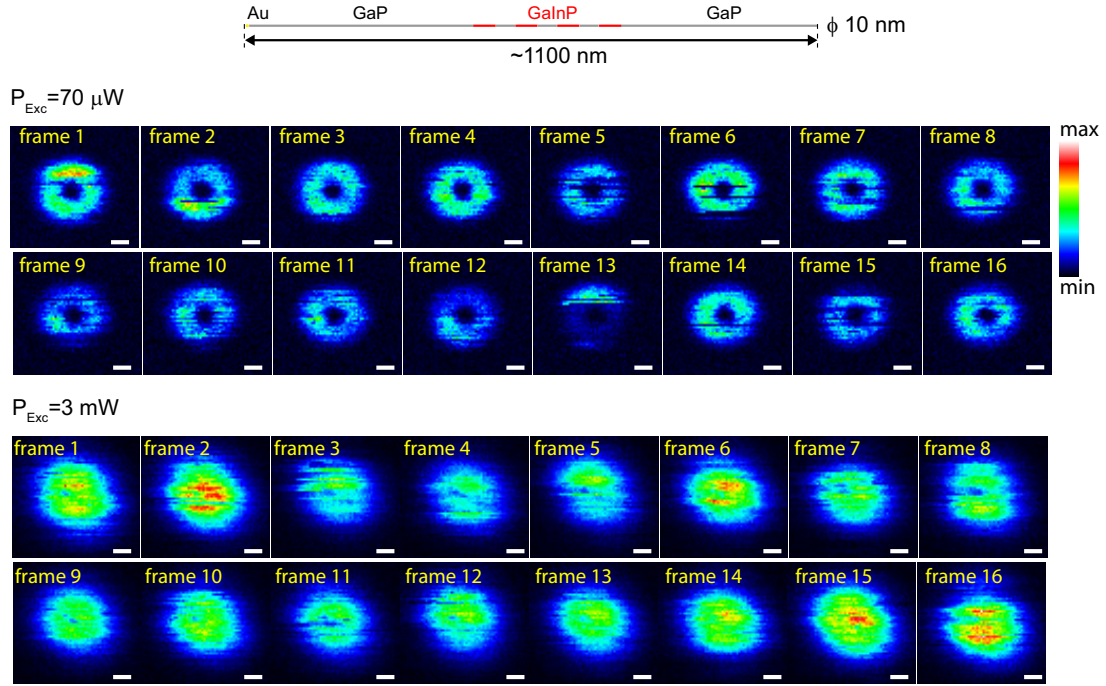 Au GaP GaInP GaP
ϕ 10 nm
~1100 nm
P_Exc=70 μW
frame 1 frame 2 frame 3 frame 4 frame 5 frame 6 frame 7 frame 8
max
frame 9 frame 10 frame 11 frame 12 frame 13 frame 14 frame 15 frame 16
min
P_Exc=3 mW
frame 1 frame 2 frame 3 frame 4 frame 5 frame 6 frame 7 frame 8
frame 9 frame 10 frame 11 frame 12 frame 13 frame 14 frame 15 frame 16